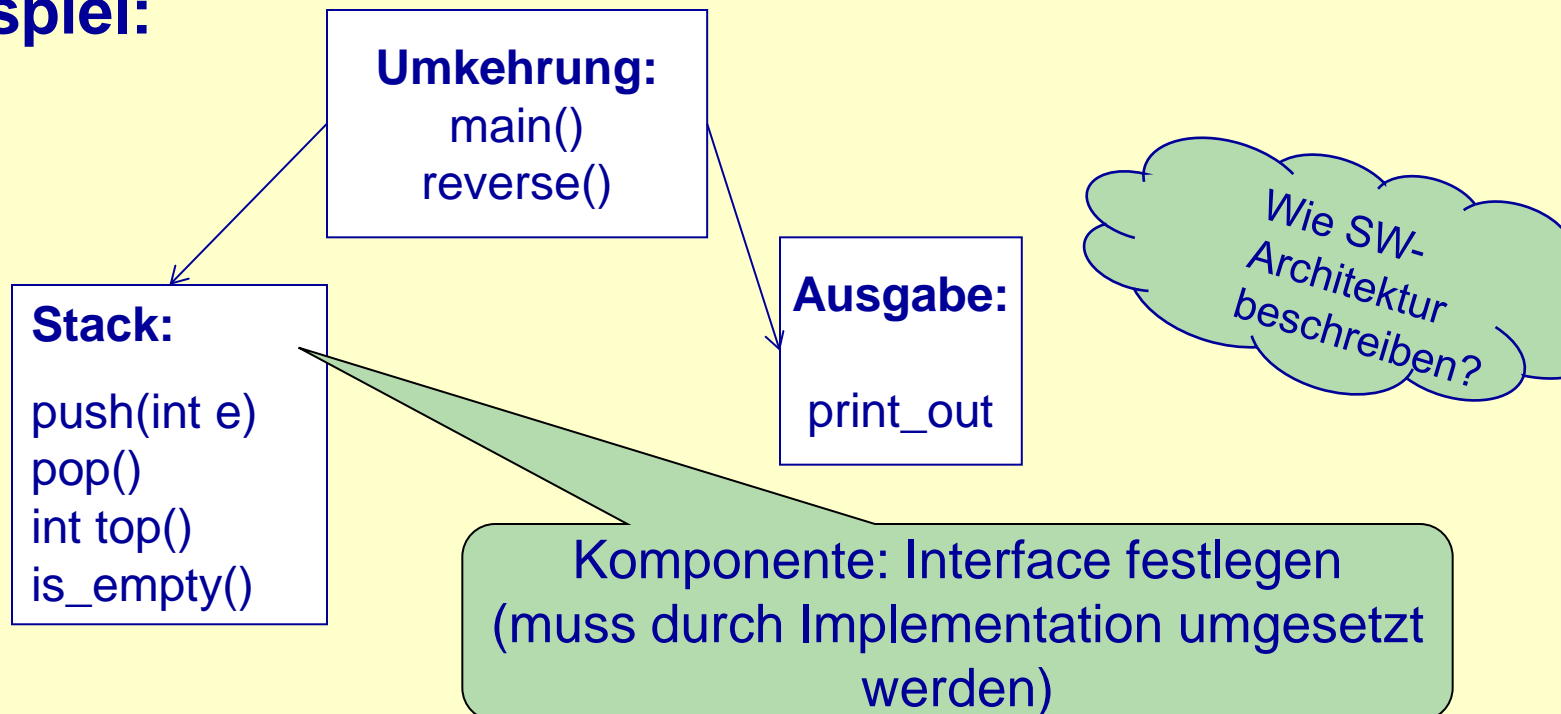 spiel:
Umkehrung:
main()
reverse()
Wie SW-
Architektur
beschreiben?
Stack:
push(int e)
pop()
int top()
is_empty()
Ausgabe:
print_out
Komponente: Interface festlegen
(muss durch Implementation umgesetzt
werden)